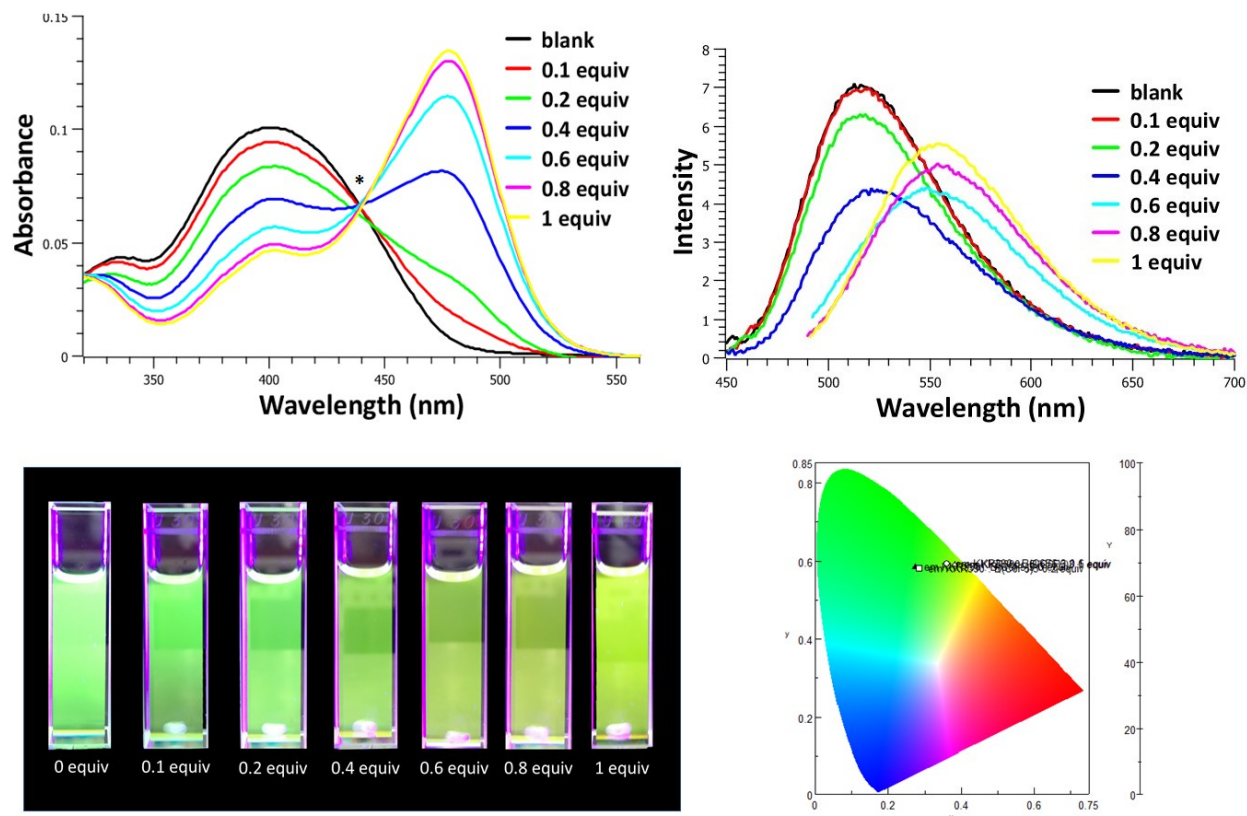 0.15
0.1
0.05
0
350
400
450
500
550
Absorbance
Wavelength (nm)
*
blank
0.1 equiv
0.2 equiv
0.4 equiv
0.6 equiv
0.8 equiv
1 equiv
8
7
6
5
4
3
2
1
0
450
500
550
600
650
700
Intensity
Wavelength (nm)
blank
0.1 equiv
0.2 equiv
0.4 equiv
0.6 equiv
0.8 equiv
1 equiv
0 equiv
0.1 equiv
0.2 equiv
0.4 equiv
0.6 equiv
0.8 equiv
1 equiv
0.85
0.8
0.6
0.4
0.2
0
y
0
0.2
0.4
0.6
0.75
100
80
60
40
20
0
Y